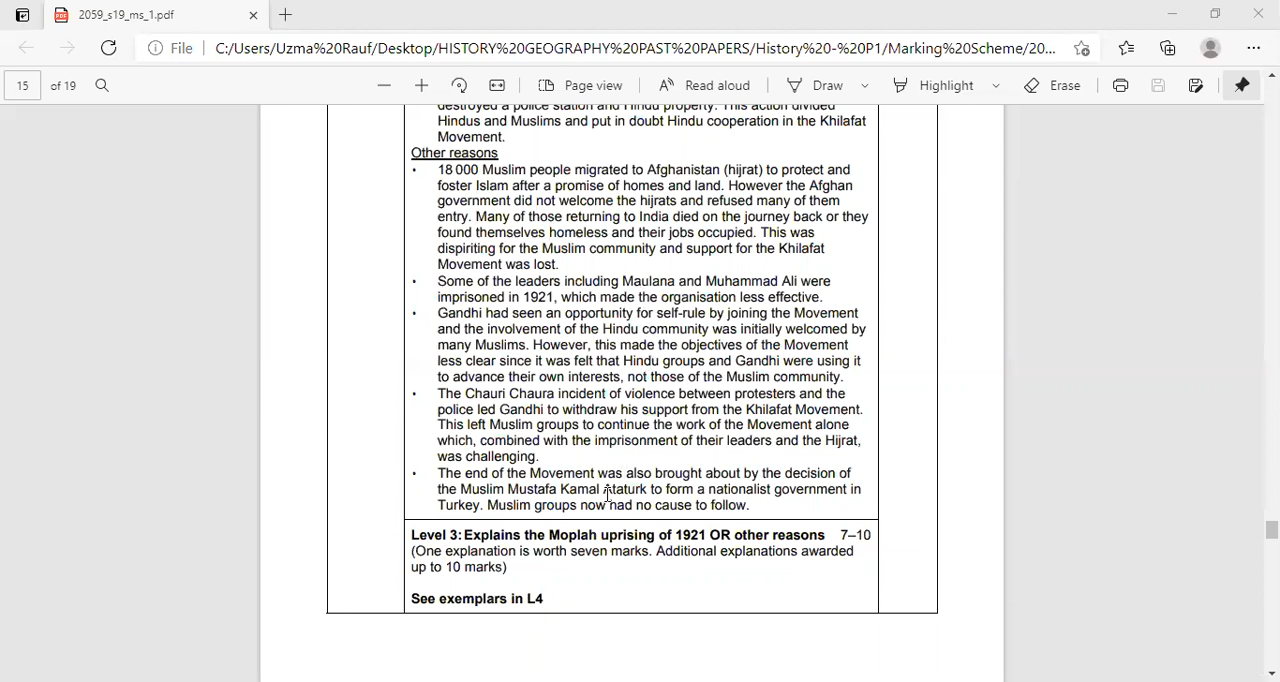 2059_s19_ms_1.pdf
File C:/Users/Uzma%20Rauf/Desktop/HISTORY%20GEOGRAPHY%20PAST%20PAPERS/History%20-%20P1/Marking%20Scheme/20...
15 of 19 Page view Read aloud Draw Highlight Erase
destroyed a police station and Hindu property. This action divided
Hindus and Muslims and put in doubt Hindu cooperation in the Khilafat
Movement.
Other reasons
• 18 000 Muslim people migrated to Afghanistan (hijrat) to protect and
foster Islam after a promise of homes and land. However the Afghan
government did not welcome the hijrats and refused many of them
entry. Many of those returning to India died on the journey back or they
found themselves homeless and their jobs occupied. This was
dispiriting for the Muslim community and support for the Khilafat
Movement was lost.
• Some of the leaders including Maulana and Muhammad Ali were
imprisoned in 1921, which made the organisation less effective.
• Gandhi had seen an opportunity for self-rule by joining the Movement
and the involvement of the Hindu community was initially welcomed by
many Muslims. However, this made the objectives of the Movement
less clear since it was felt that Hindu groups and Gandhi were using it
to advance their own interests, not those of the Muslim community.
• The Chauri Chaura incident of violence between protesters and the
police led Gandhi to withdraw his support from the Khilafat Movement.
This left Muslim groups to continue the work of the Movement alone
which, combined with the imprisonment of their leaders and the Hijrat,
was challenging.
• The end of the Movement was also brought about by the decision of
the Muslim Mustafa Kamal Ataturk to form a nationalist government in
Turkey. Muslim groups now had no cause to follow.
Level 3: Explains the Moplah uprising of 1921 OR other reasons 7–10
(One explanation is worth seven marks. Additional explanations awarded
up to 10 marks)
See exemplars in L4